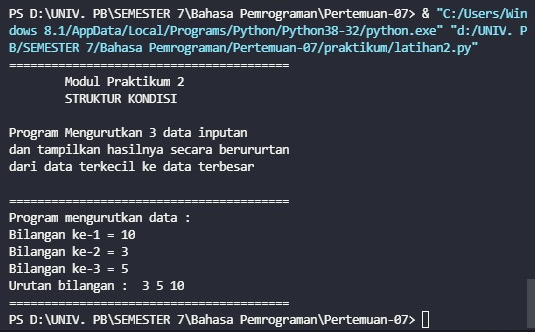 PS D:\UNIV. PB\SEMESTER 7\Bahasa Pemrograman\Pertemuan-07> & "C:/Users/Win
dows 8.1/AppData/Local/Programs/Python/Python38-32/python.exe" "d:/UNIV. P
B/SEMESTER 7/Bahasa Pemrograman/Pertemuan-07/praktikum/latihan2.py"
========================================
Modul Praktikum 2
STRUKTUR KONDISI
Program Mengurutkan 3 data inputan
dan tampilkan hasilnya secara berururtan
dari data terkecil ke data terbesar
========================================
Program mengurutkan data :
Bilangan ke-1 = 10
Bilangan ke-2 = 3
Bilangan ke-3 = 5
Urutan bilangan :  3 5 10
========================================
PS D:\UNIV. PB\SEMESTER 7\Bahasa Pemrograman\Pertemuan-07>